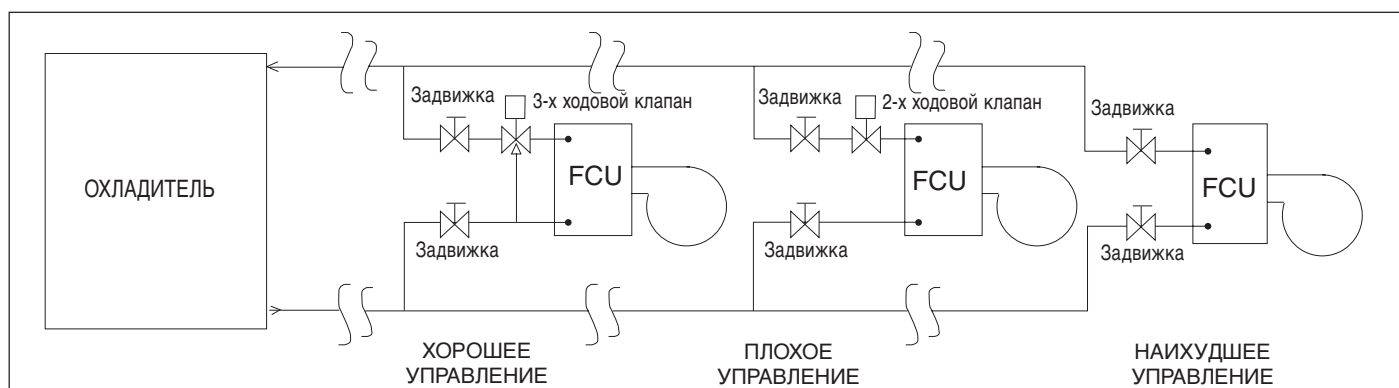 ОХЛАДИТЕЛЬ
Задвижка
3-х ходовой клапан
FCU
Задвижка
Задвижка
2-х ходовой клапан
FCU
Задвижка
Задвижка
FCU
Задвижка
ХОРОШЕЕ
УПРАВЛЕНИЕ
ПЛОХОЕ
УПРАВЛЕНИЕ
НАИХУДШЕЕ
УПРАВЛЕНИЕ